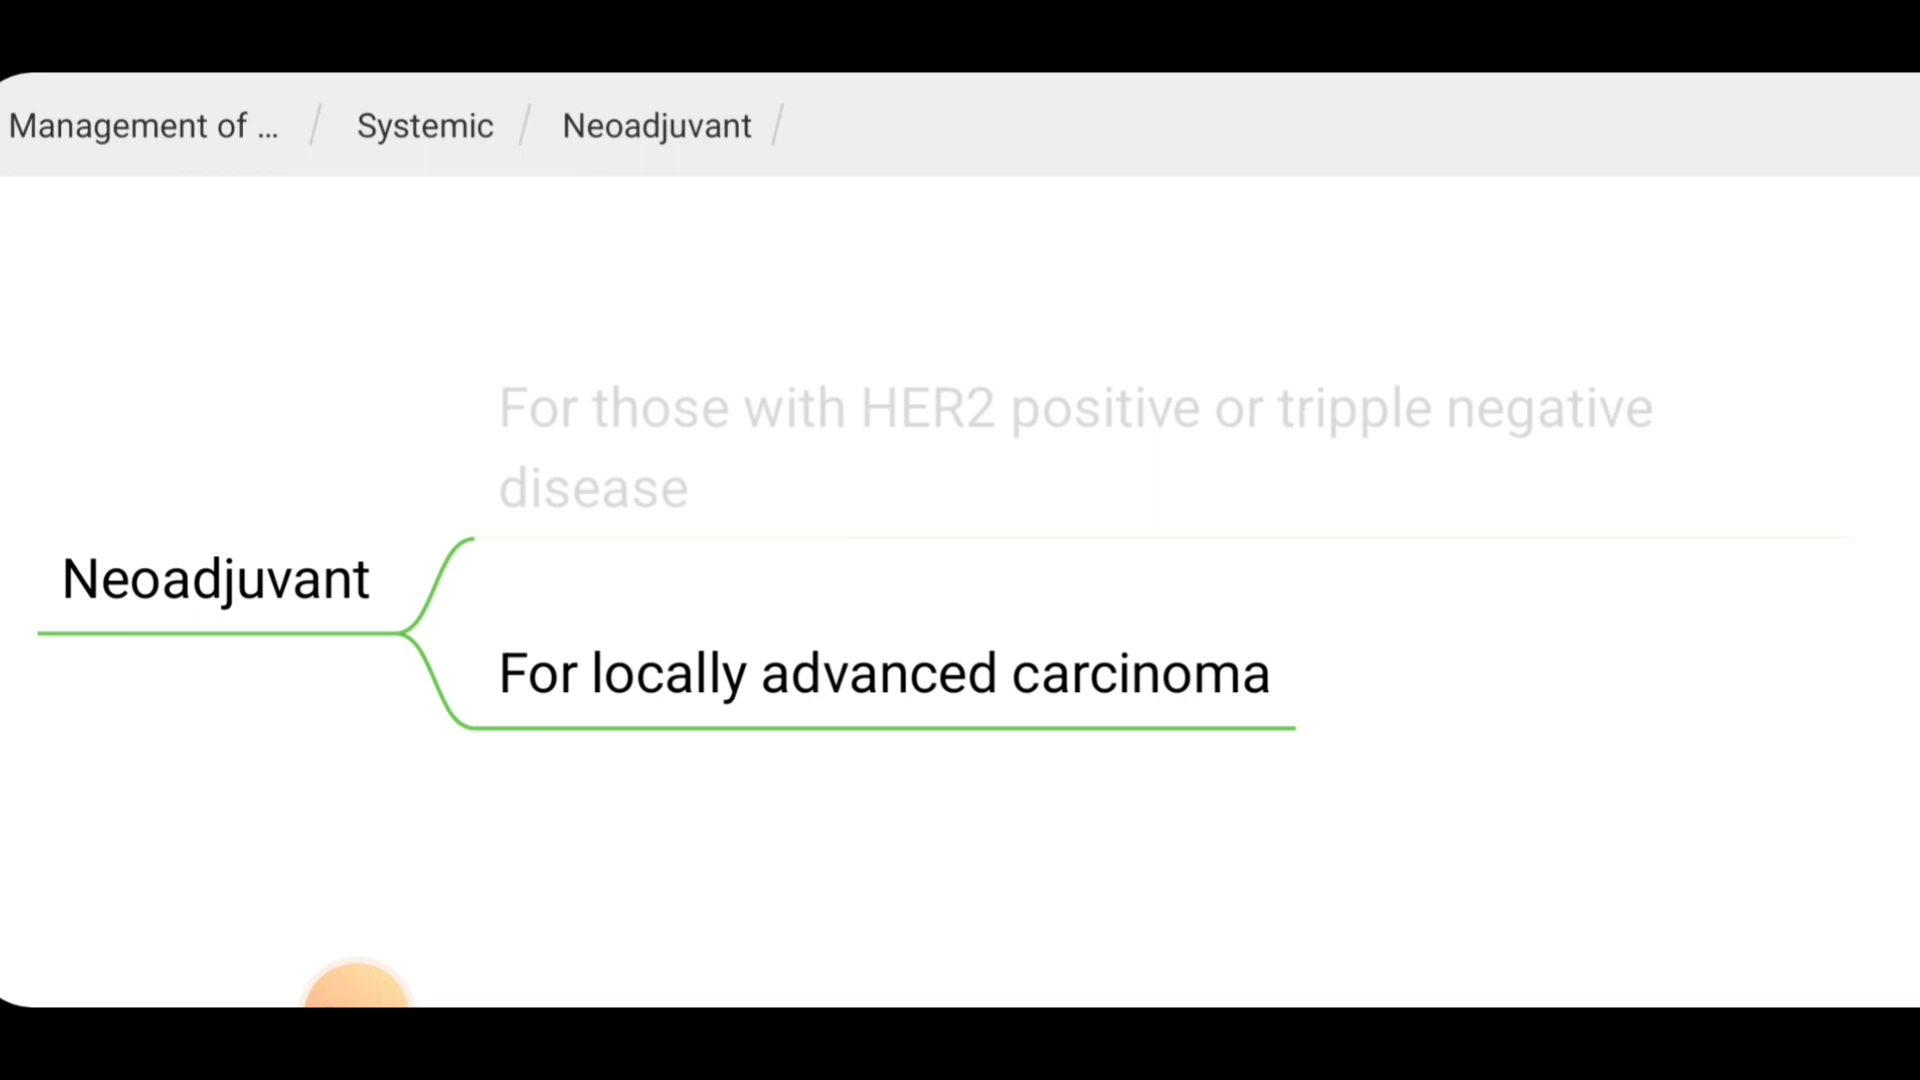 Management of ... / Systemic / Neoadjuvant /
For those with HER2 positive or tripple negative
disease
Neoadjuvant
For locally advanced carcinoma